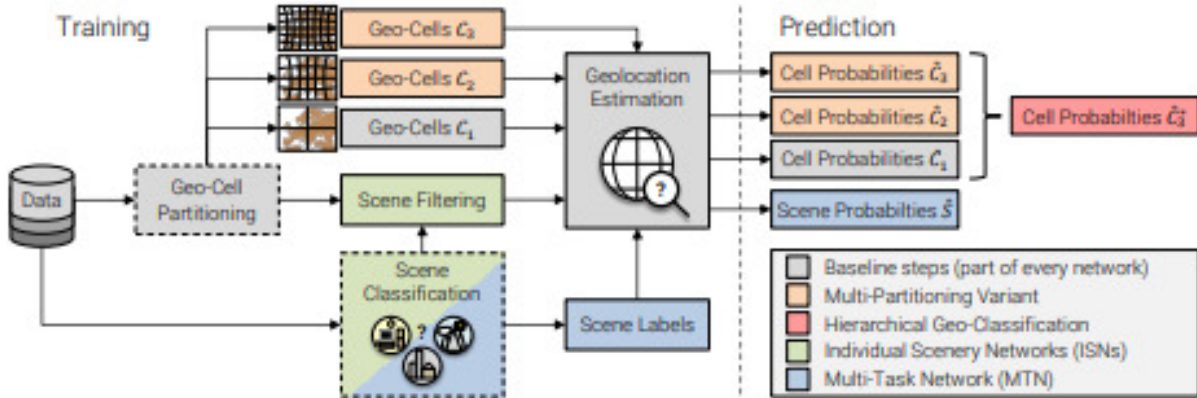 Training
Prediction
Geo-Cells 𝒞₃
Geo-Cells 𝒞₂
Geo-Cells 𝒞₁
Data
Geo-Cell
Partitioning
Scene Filtering
Scene
Classification
?
Scene Labels
Geolocation
Estimation
?
Cell Probabilities 𝒞̂₃
Cell Probabilities 𝒞̂₂
Cell Probabilities 𝒞₁
Scene Probabilties Ŝ
Cell Probabilties 𝒞̂₃*
Baseline steps (part of every network)
Multi-Partitioning Variant
Hierarchical Geo-Classification
Individual Scenery Networks (ISNs)
Multi-Task Network (MTN)